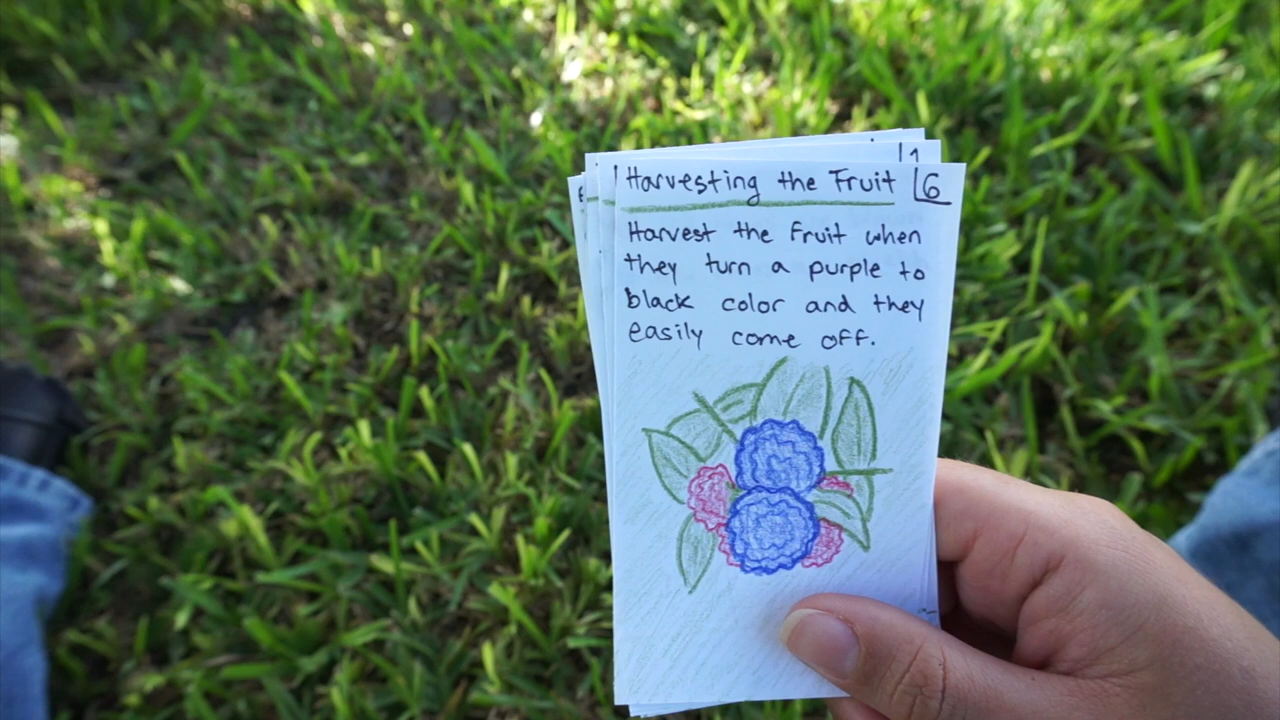 Harvesting the Fruit
6
Harvest the Fruit when
they turn a purple to
black color and they
easily come off.
1